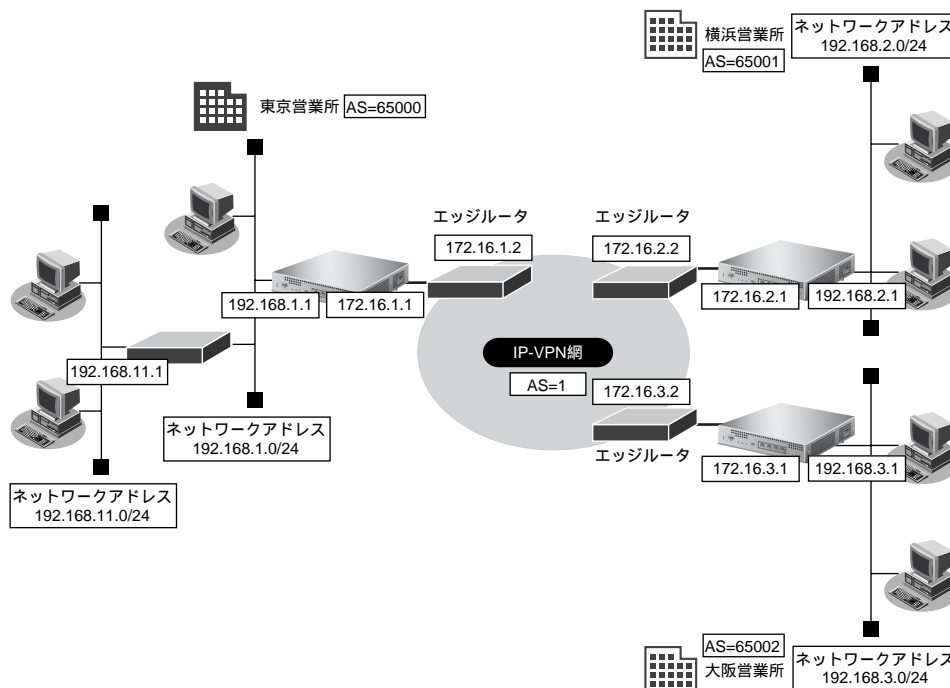 横浜営業所
AS=65001
ネットワークアドレス
192.168.2.0/24
東京営業所
AS=65000
エッジルータ
172.16.1.2
エッジルータ
172.16.2.2
192.168.1.1
172.16.1.1
172.16.2.1
192.168.2.1
192.168.11.1
IP-VPN網
AS=1
172.16.3.2
ネットワークアドレス
192.168.1.0/24
エッジルータ
172.16.3.1
192.168.3.1
ネットワークアドレス
192.168.11.0/24
AS=65002
大阪営業所
ネットワークアドレス
192.168.3.0/24